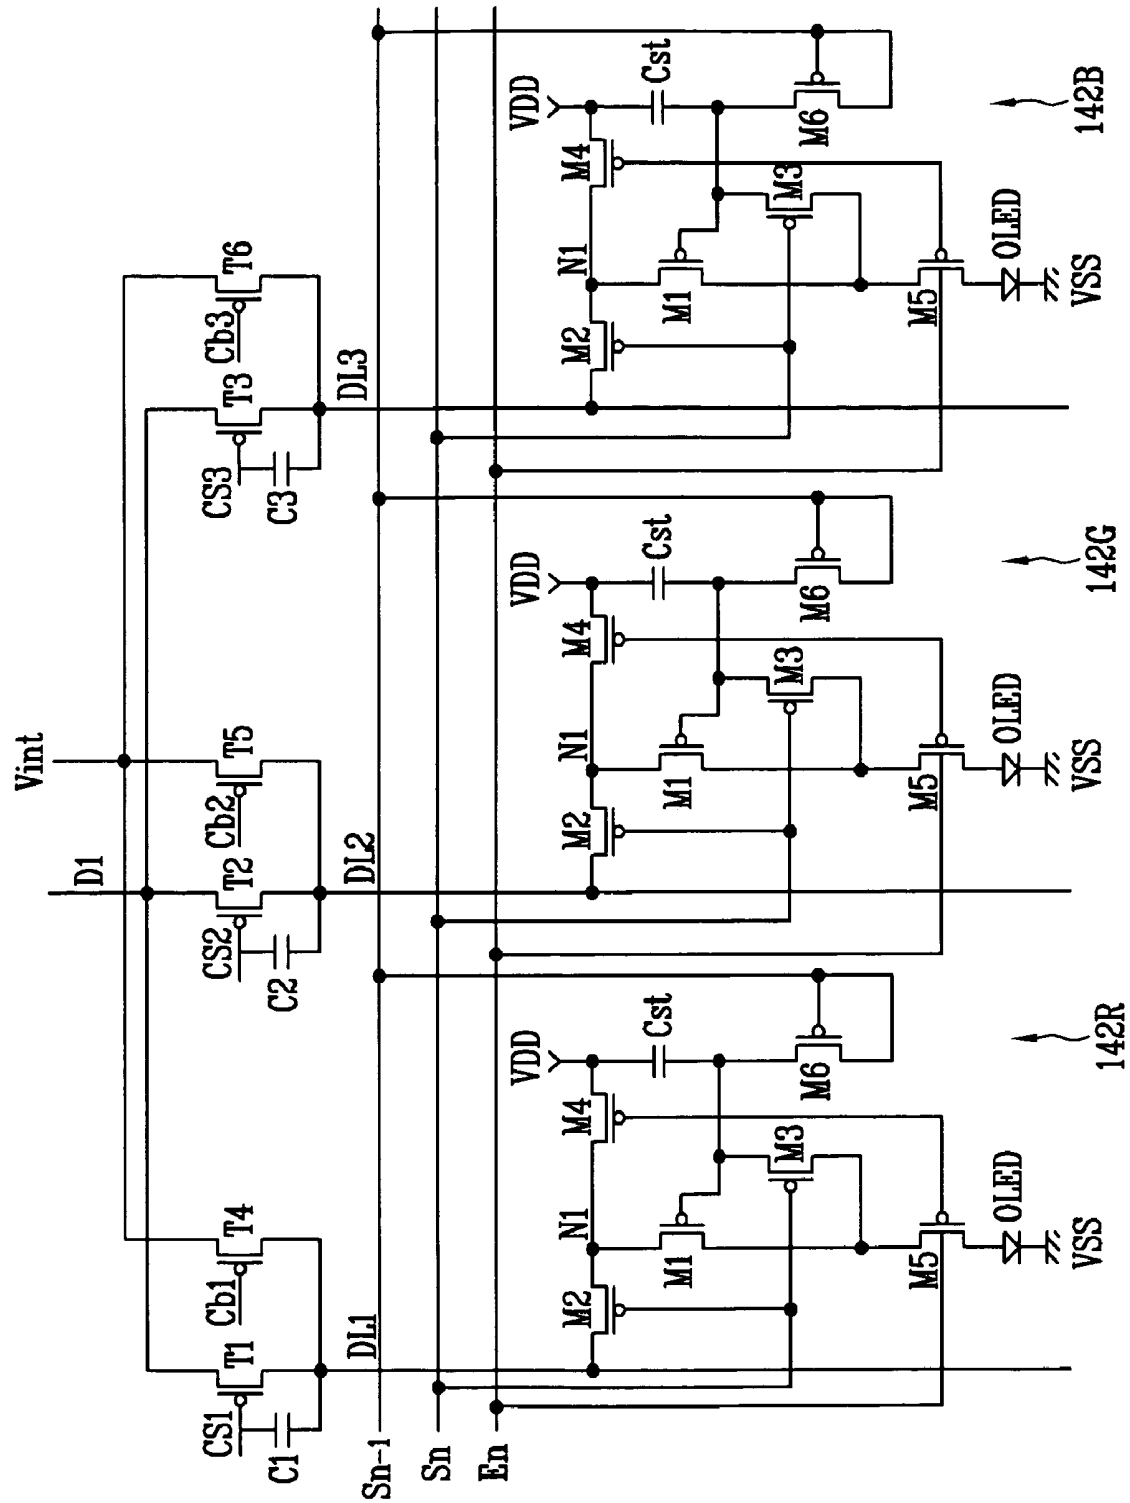 Vint
D1
CS1
T1
Cb1
T4
C1
CS2
T2
Cb2
T5
C2
CS3
T3
Cb3
T6
C3
DL1
DL2
DL3
Sn-1
Sn
En
VDD
M2
N1
M4
Cst
M1
M3
M6
M5
OLED
VSS
142R
VDD
M2
N1
M4
Cst
M1
M3
M6
M5
OLED
VSS
142G
VDD
M2
N1
M4
Cst
M1
M3
M6
M5
OLED
VSS
142B